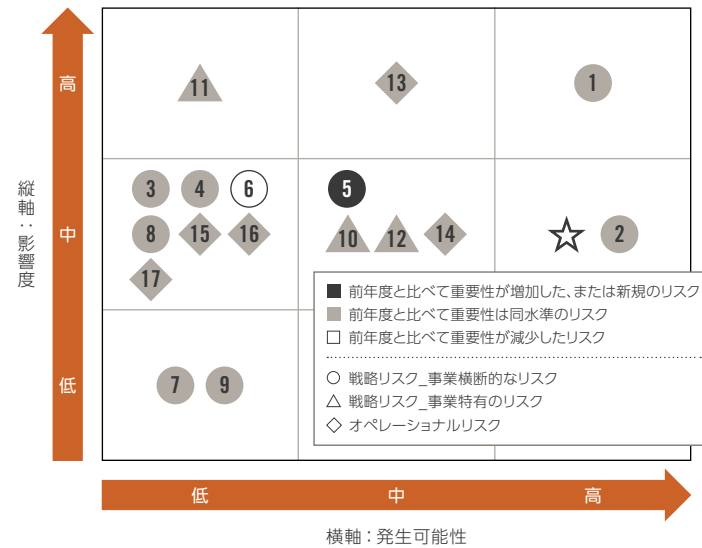 縦軸：影響度
高
中
低
11
13
1
3
4
6
5
8
15
16
10
12
14
2
17
7
9
■ 前年度と比べて重要性が増加した、または新規のリスク
■ 前年度と比べて重要性は同水準のリスク
□ 前年度と比べて重要性が減少したリスク
○ 戦略リスク_事業横断的なリスク
△ 戦略リスク_事業特有のリスク
◇ オペレーショナルリスク
低
中
高
横軸：発生可能性